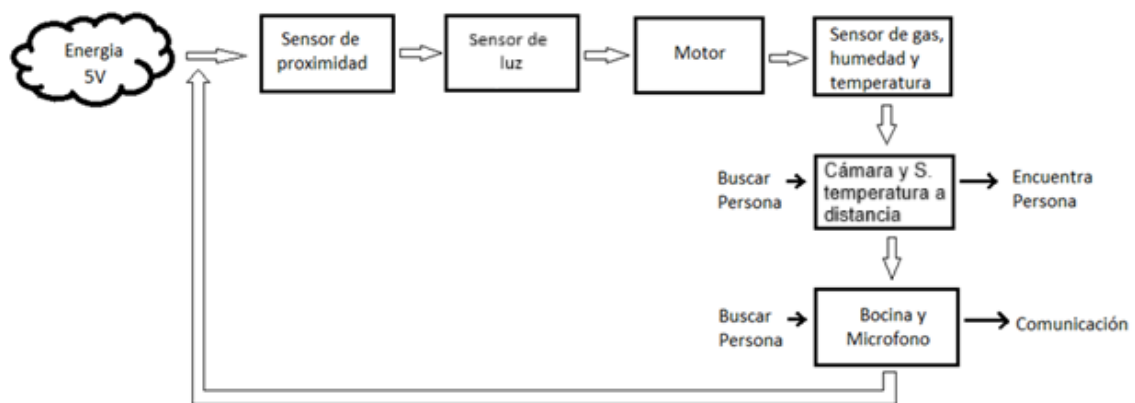 Energia
5V
Sensor de
proximidad
Sensor de
luz
Motor
Sensor de gas,
humedad y
temperatura
Buscar
Persona
Cámara y S.
temperatura a
distancia
Encuentra
Persona
Buscar
Persona
Bocina y
Microfono
Comunicación